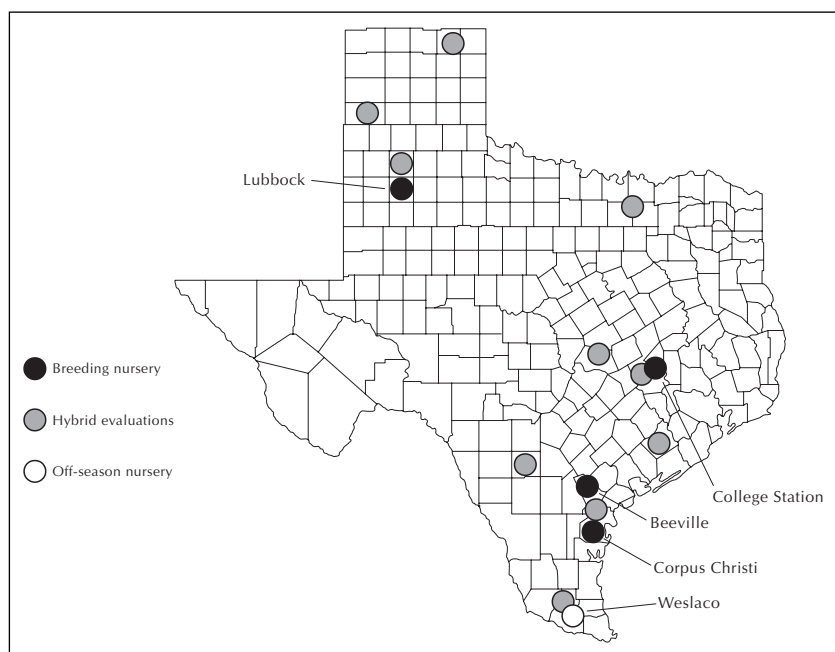 Lubbock
Breeding nursery
Hybrid evaluations
Off-season nursery
College Station
Beeville
Corpus Christi
Weslaco